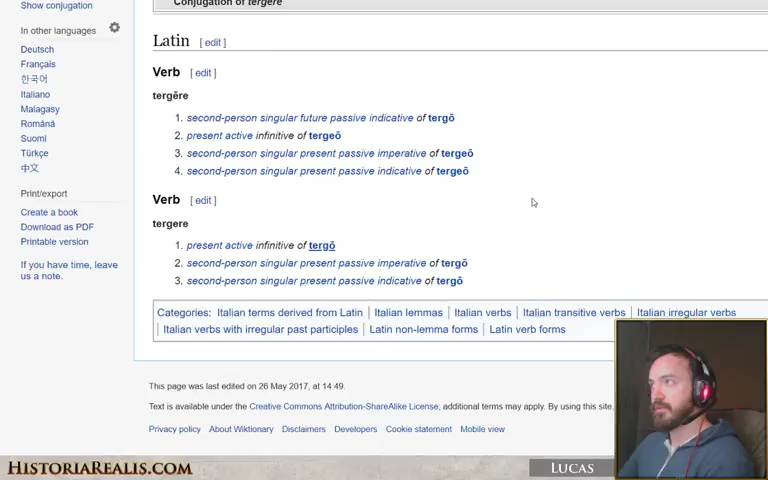 Show conjugation
In other languages
Deutsch
Français
한국어
Italiano
Malagasy
Română
Suomi
Türkçe
中文
Print/export
Create a book
Download as PDF
Printable version
If you have time, leave
us a note.
Conjugation of tergere
Latin [ edit ]
Verb [ edit ]
tergēre
1. second-person singular future passive indicative of tergō
2. present active infinitive of tergeō
3. second-person singular present passive imperative of tergeō
4. second-person singular present passive indicative of tergeō
Verb [ edit ]
tergere
1. present active infinitive of tergō
2. second-person singular present passive imperative of tergō
3. second-person singular present passive indicative of tergō
Categories: Italian terms derived from Latin | Italian lemmas | Italian verbs | Italian transitive verbs | Italian irregular verbs
| Italian verbs with irregular past participles | Latin non-lemma forms | Latin verb forms
This page was last edited on 26 May 2017, at 14:49.
Text is available under the Creative Commons Attribution-ShareAlike License; additional terms may apply. By using this site,
Privacy policy About Wiktionary Disclaimers Developers Cookie statement Mobile view
HistoriaRealis.com
Lucas